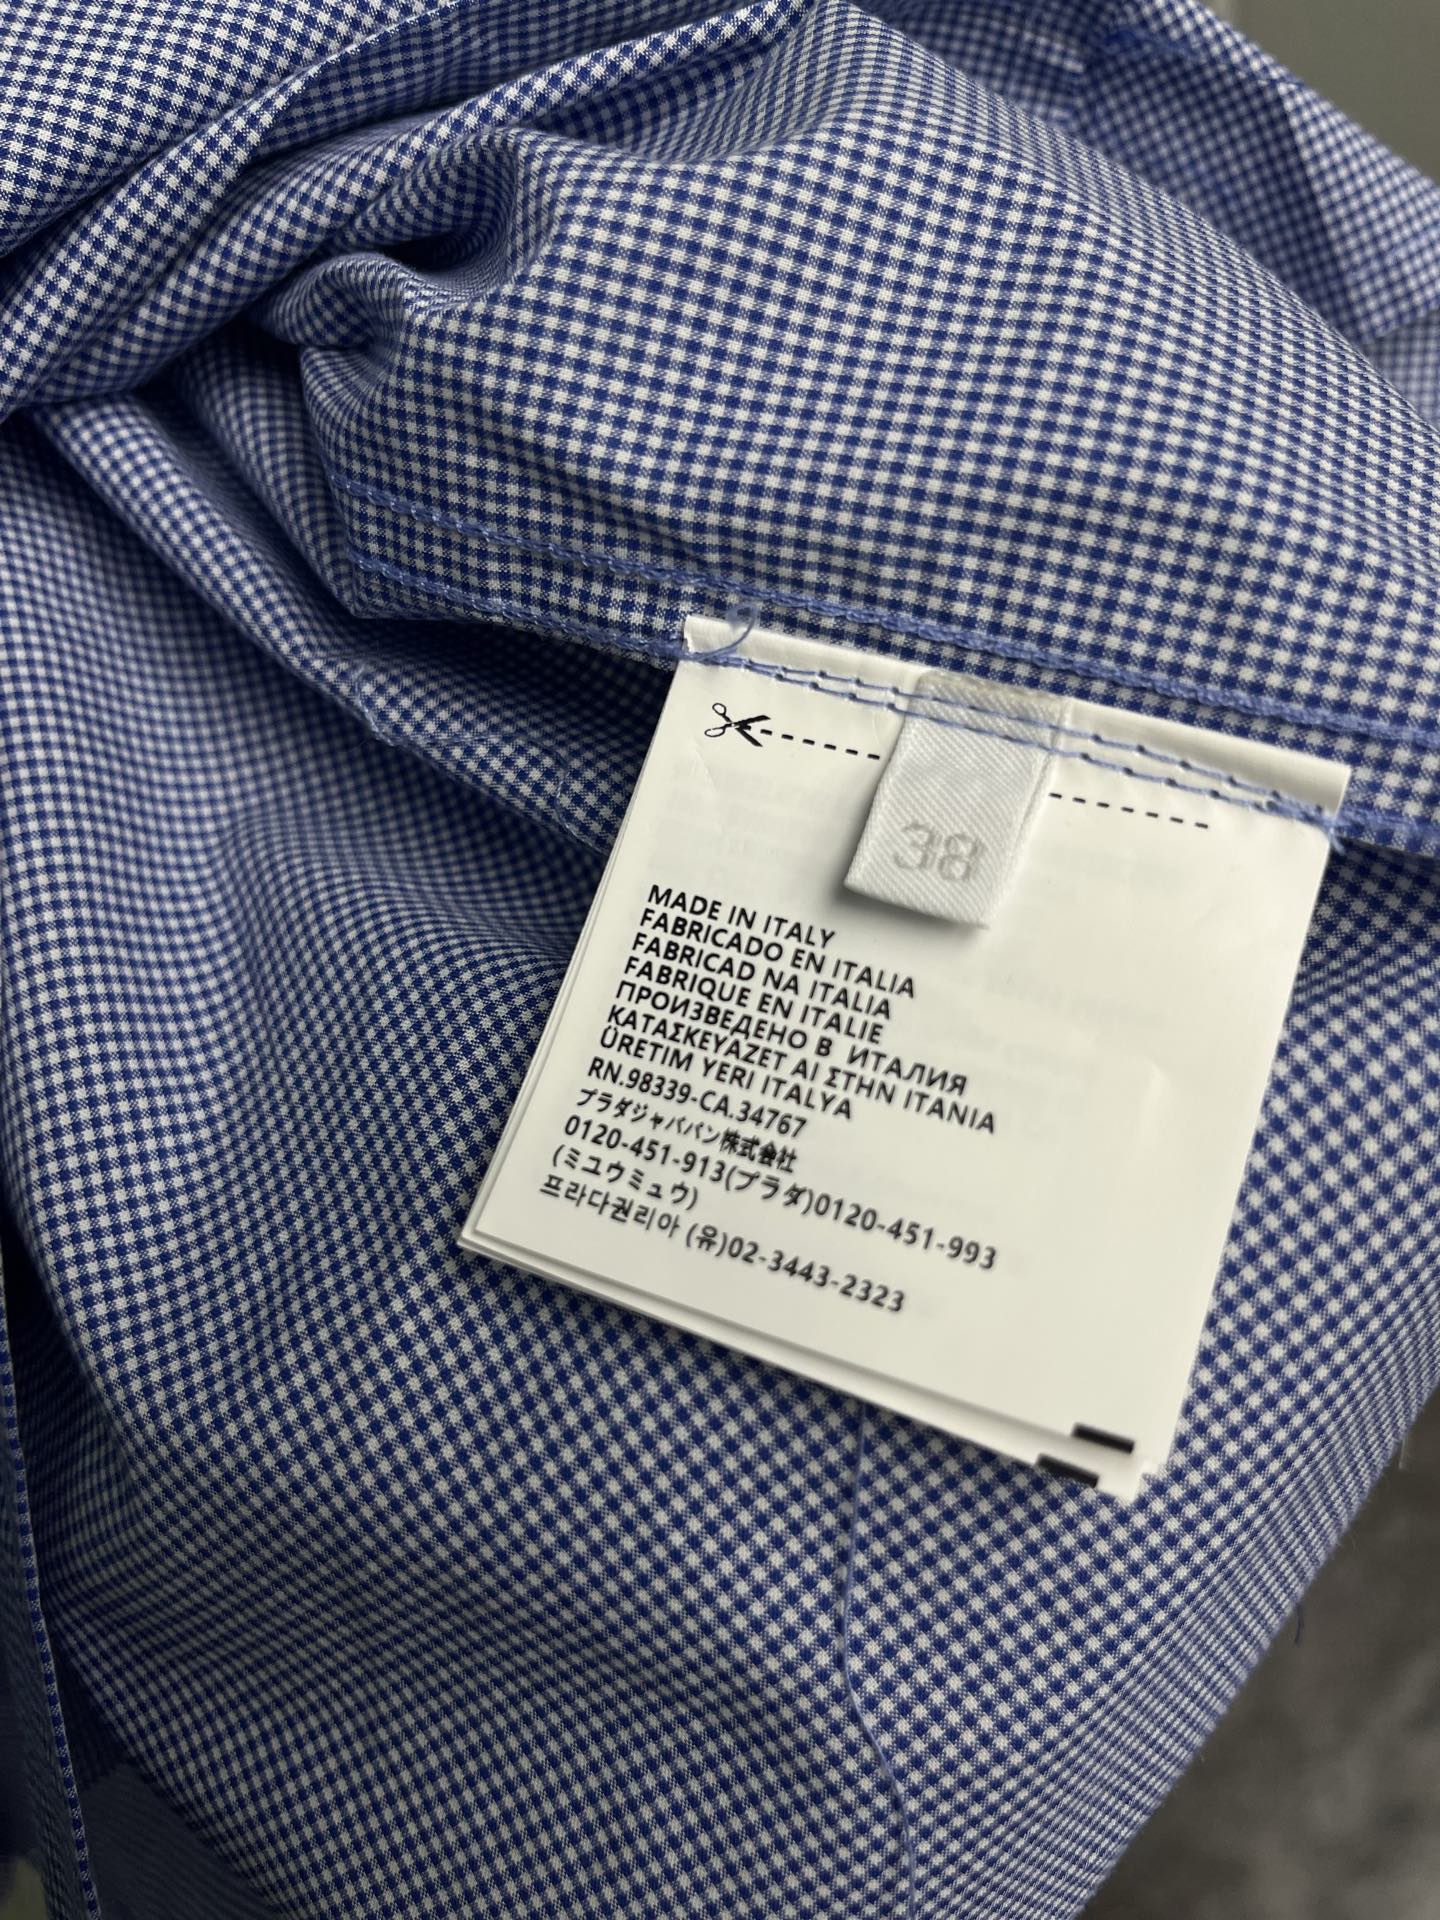 38
MADE IN ITALY
FABRICADO EN ITALIA
FABRICAD NA ITALIA
FABRIQUE EN ITALIE
ПРОИЗВЕДЕНО В ИТАЛИЯ
ΚΑΤΑΣΚΕΥΑΖΕΤ ΑΙ ΣΤΗΝ ΙΤΑΝΙΑ
ÜRETIM YERI ITALYA
RN.98339-CA.34767
プラダジャパパン株式会社
0120-451-913(プラダ)0120-451-993
(ミユウミュウ)
프라다권리아 (유)02-3443-2323